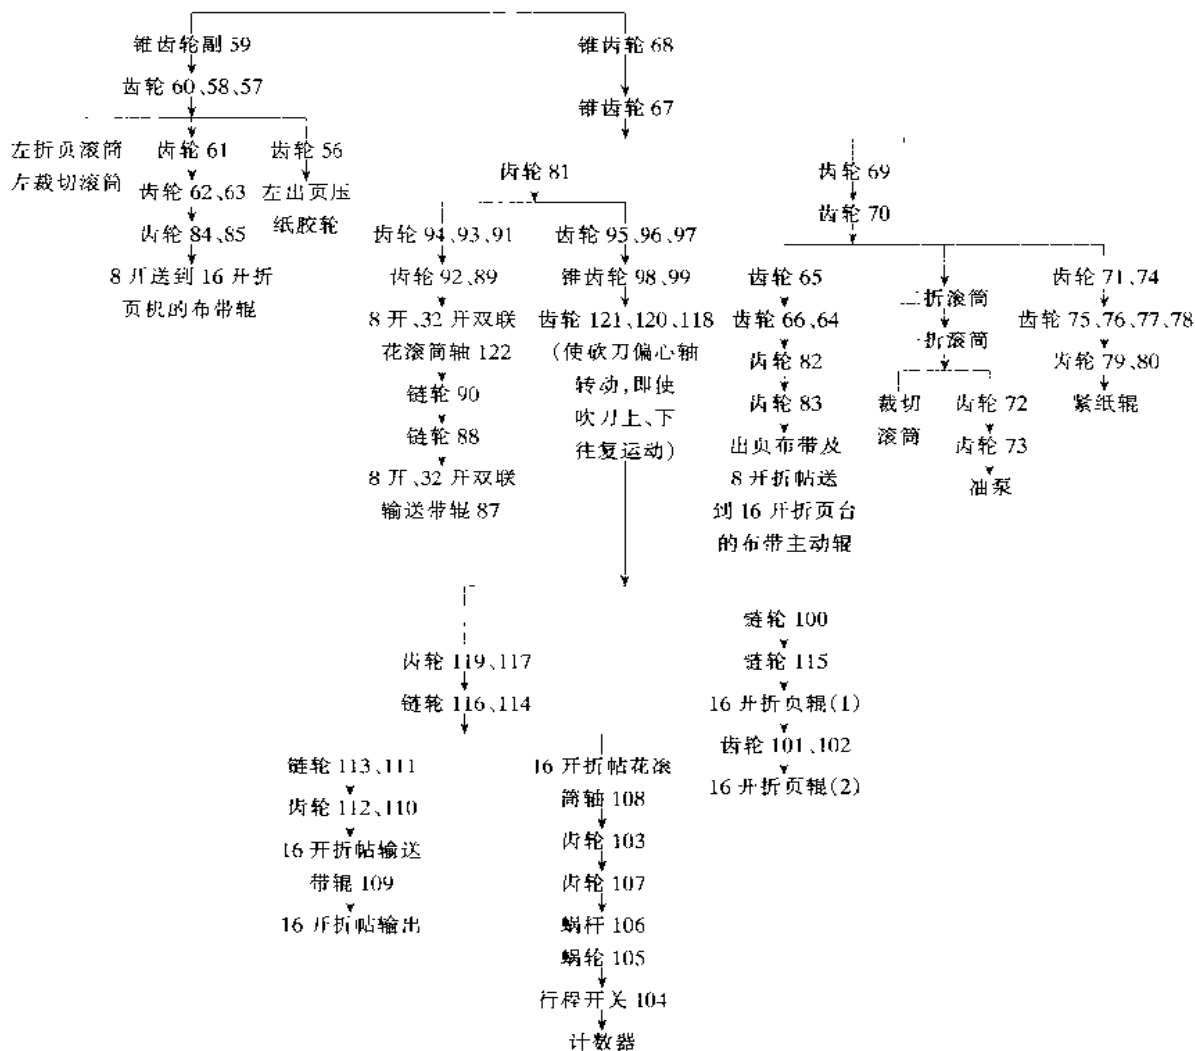 锥齿轮副 59
锥齿轮 68
齿轮 60、58、57
锥齿轮 67
左折页滚筒
左裁切滚筒
齿轮 61
齿轮 62、63
齿轮 84、85
8 开送到 16 开折
页机的布带辊
齿轮 56
左出页压
纸胶轮
齿轮 81
齿轮 94、93、91
齿轮 92、89
8 开、32 开双联
花滚筒轴 122
链轮 90
链轮 88
8 开、32 开双联
输送带辊 87
齿轮 95、96、97
锥齿轮 98、99
齿轮 121、120、118
(使砍刀偏心轴
转动,即使
吹刀上、下
往复运动)
齿轮 69
齿轮 70
齿轮 65
齿轮 66、64
齿轮 82
齿轮 83
出页布带及
8 开折帖送
到 16 开折页台
的布带主动辊
二折滚筒
一折滚筒
裁切
滚筒
齿轮 72
齿轮 73
油泵
齿轮 71、74
齿轮 75、76、77、78
齿轮 79、80
紧纸辊
齿轮 119、117
链轮 116、114
链轮 113、111
齿轮 112、110
16 开折帖输送
带辊 109
16 开折帖输出
16 开折帖花滚
筒轴 108
齿轮 103
齿轮 107
蜗杆 106
蜗轮 105
行程开关 104
计数器
链轮 100
链轮 115
16 开折页辊(1)
齿轮 101、102
16 开折页辊(2)